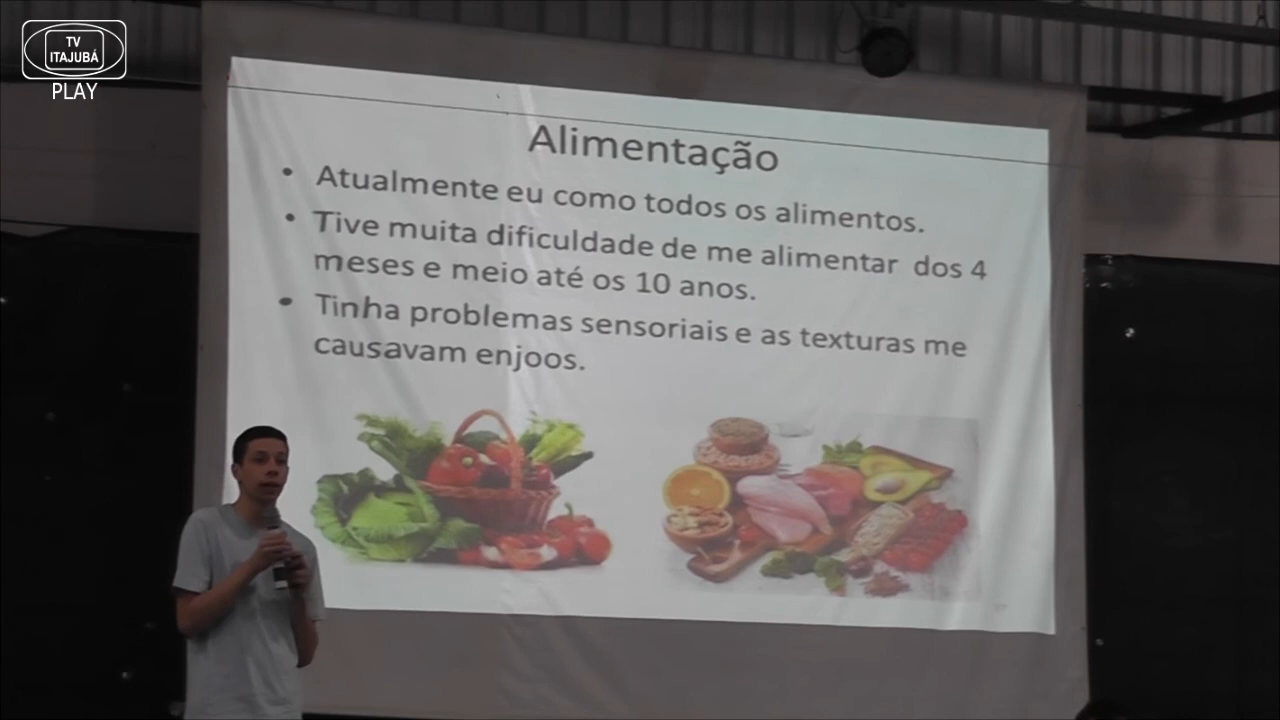 TV
ITAJUBÁ
PLAY
Alimentação
• Atualmente eu como todos os alimentos.
• Tive muita dificuldade de me alimentar dos 4
meses e meio até os 10 anos.
• Tinha problemas sensoriais e as texturas me
causavam enjoos.